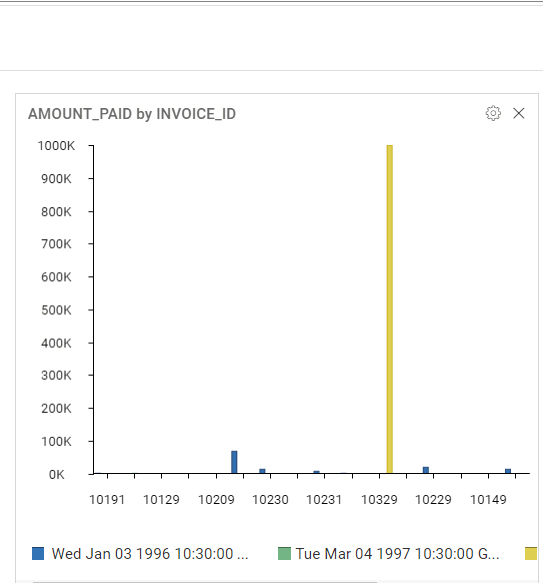 AMOUNT_PAID by INVOICE_ID
1000K
900K
800K
700K
600K
500K
400K
300K
200K
100K
0K
10191 10129 10209 10230 10231 10329 10229 10149
Wed Jan 03 1996 10:30:00 ... Tue Mar 04 1997 10:30:00 G...